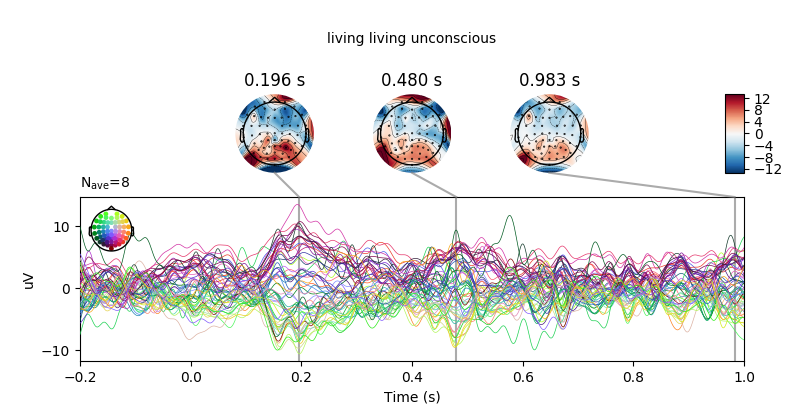 living living unconscious
0.196 s 0.480 s 0.983 s
12
8
4
0
−4
−8
−12
Nave=8
10
0
−10
uV
−0.2 0.0 0.2 0.4 0.6 0.8 1.0
Time (s)